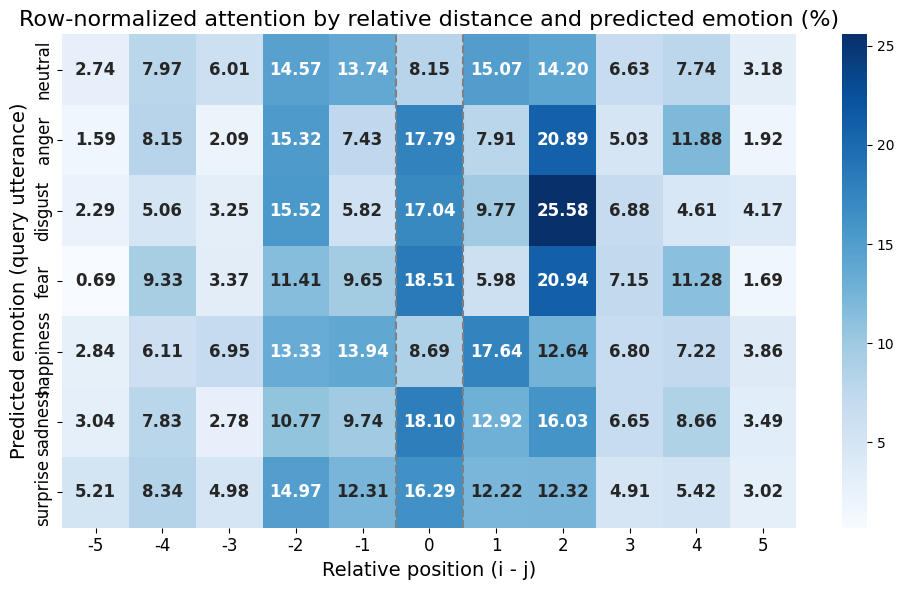 Row-normalized attention by relative distance and predicted emotion (%)
Predicted emotion (query utterance)
neutral 2.74 7.97 6.01 14.57 13.74 8.15 15.07 14.20 6.63 7.74 3.18
anger 1.59 8.15 2.09 15.32 7.43 17.79 7.91 20.89 5.03 11.88 1.92
disgust 2.29 5.06 3.25 15.52 5.82 17.04 9.77 25.58 6.88 4.61 4.17
fear 0.69 9.33 3.37 11.41 9.65 18.51 5.98 20.94 7.15 11.28 1.69
happiness 2.84 6.11 6.95 13.33 13.94 8.69 17.64 12.64 6.80 7.22 3.86
sadness 3.04 7.83 2.78 10.77 9.74 18.10 12.92 16.03 6.65 8.66 3.49
surprise 5.21 8.34 4.98 14.97 12.31 16.29 12.22 12.32 4.91 5.42 3.02
-5 -4 -3 -2 -1 0 1 2 3 4 5
Relative position (i - j)
25
20
15
10
5